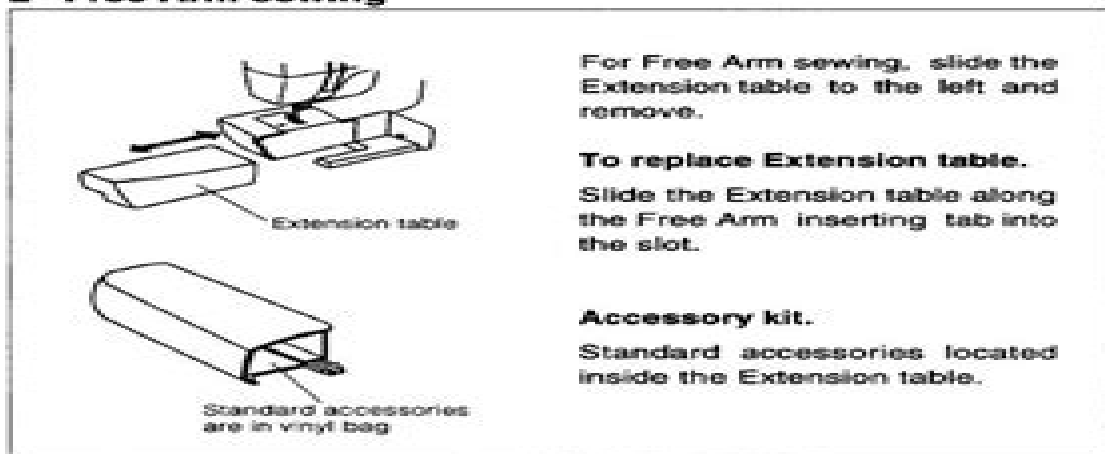 For Free Arm sewing, slide the
Extension table to the left and
remove.
To replace Extension table.
Slide the Extension table along
the Free Arm inserting tab into
the slot.
Extension table
Accessory kit.
Standard accessories located
inside the Extension table.
Standard accessories
are in vinyl bag